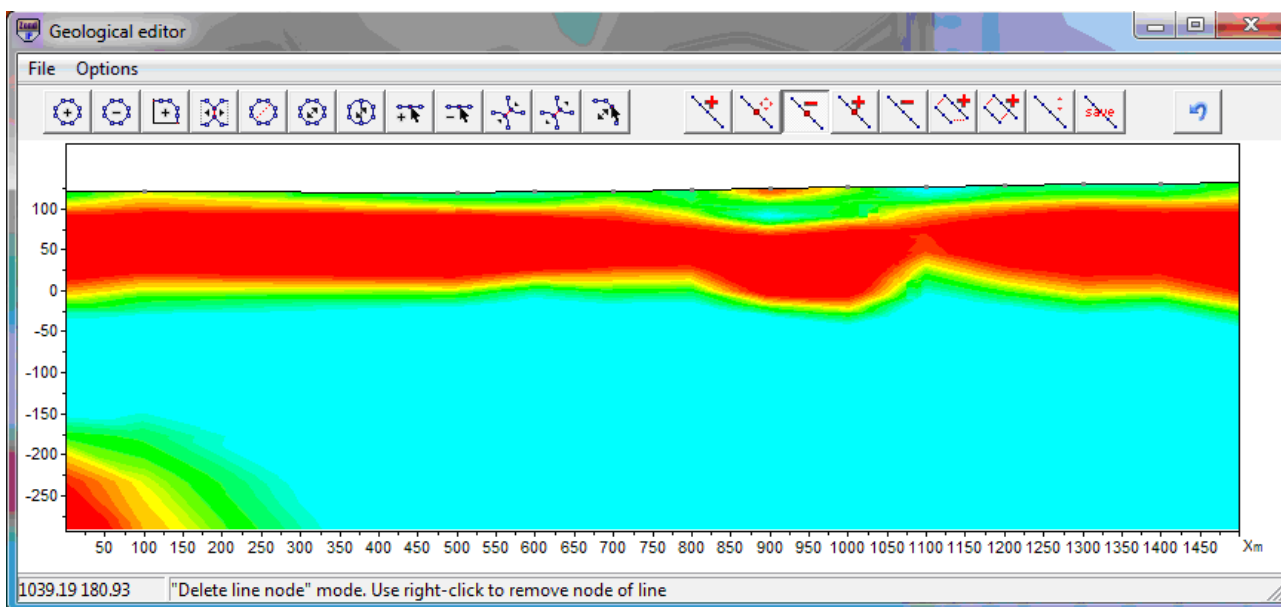 Geological editor
File Options
save
100
50
0
-50
-100
-150
-200
-250
50 100 150 200 250 300 350 400 450 500 550 600 650 700 750 800 850 900 950 1000 1050 1100 1150 1200 1250 1300 1350 1400 1450 Xm
1039.19 180.93 "Delete line node" mode. Use right-click to remove node of line